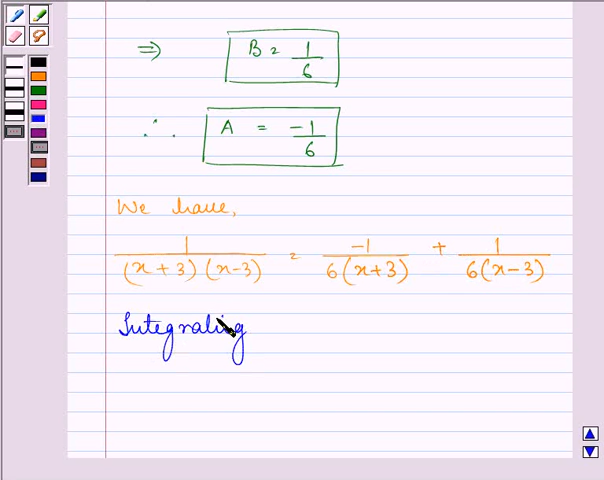 ⇒ B = 1/6
∴ A = -1/6
We have,
1/((x+3)(x-3)) = -1/(6(x+3)) + 1/(6(x-3))
Integrating